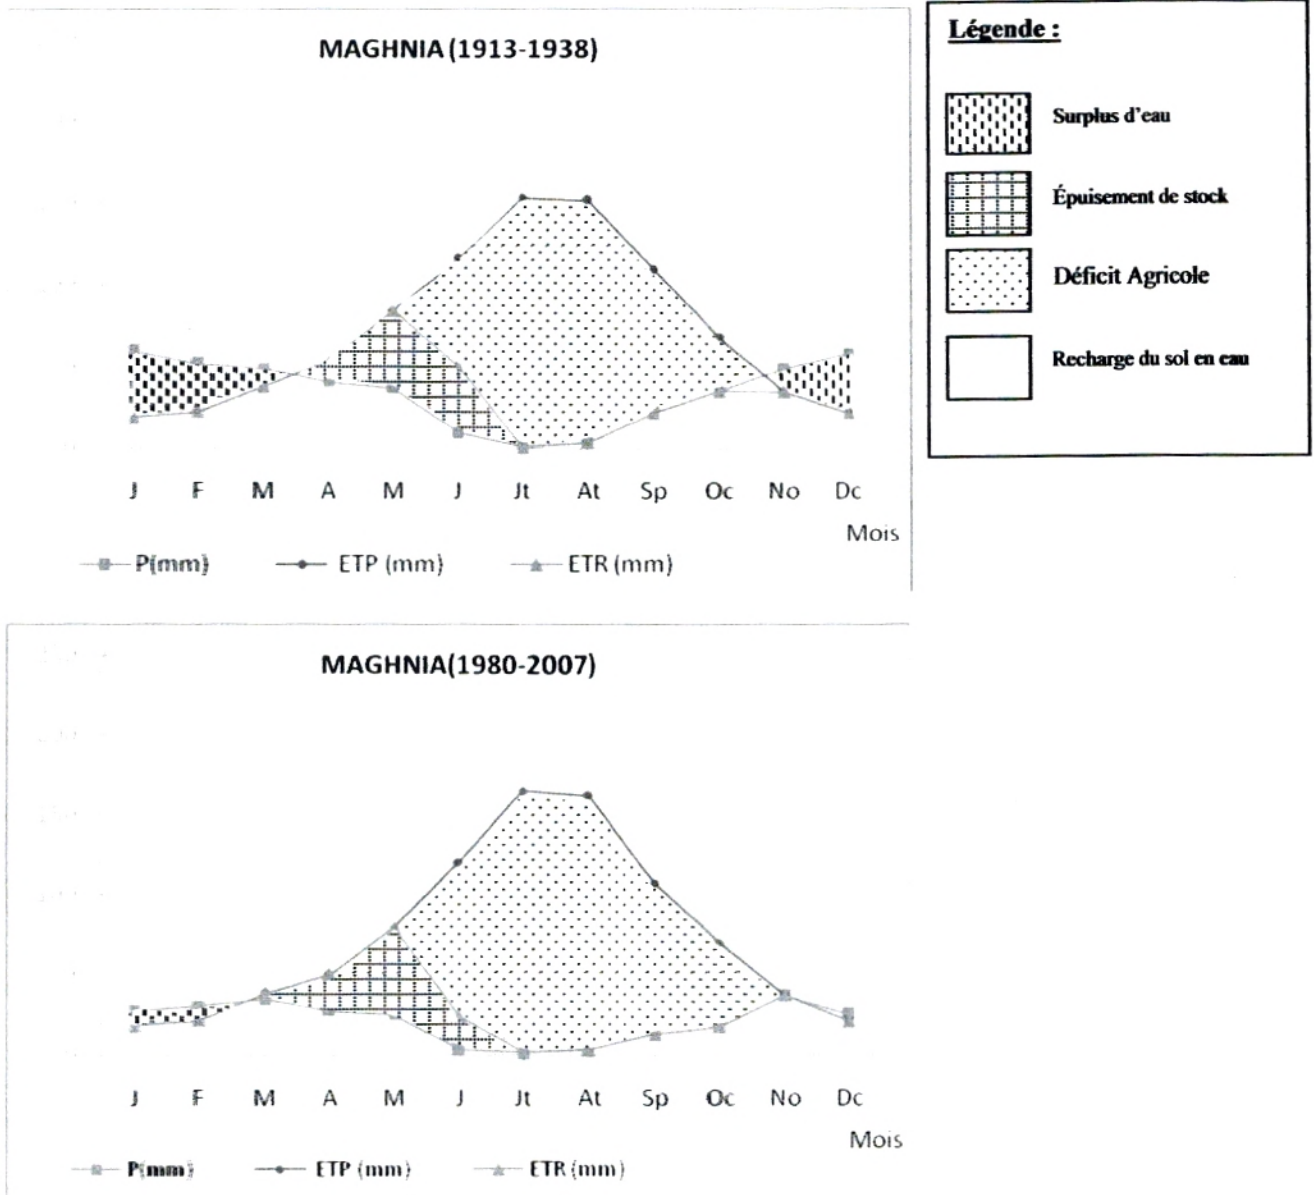 MAGHNIA (1913-1938)
J F M A M J Jt At Sp Oc No Dc
Mois
P(mm) ETP (mm) ETR (mm)
Légende :
Surplus d'eau
Épuisement de stock
Déficit Agricole
Recharge du sol en eau
MAGHNIA(1980-2007)
J F M A M J Jt At Sp Oc No Dc
Mois
P(mm) ETP (mm) ETR (mm)